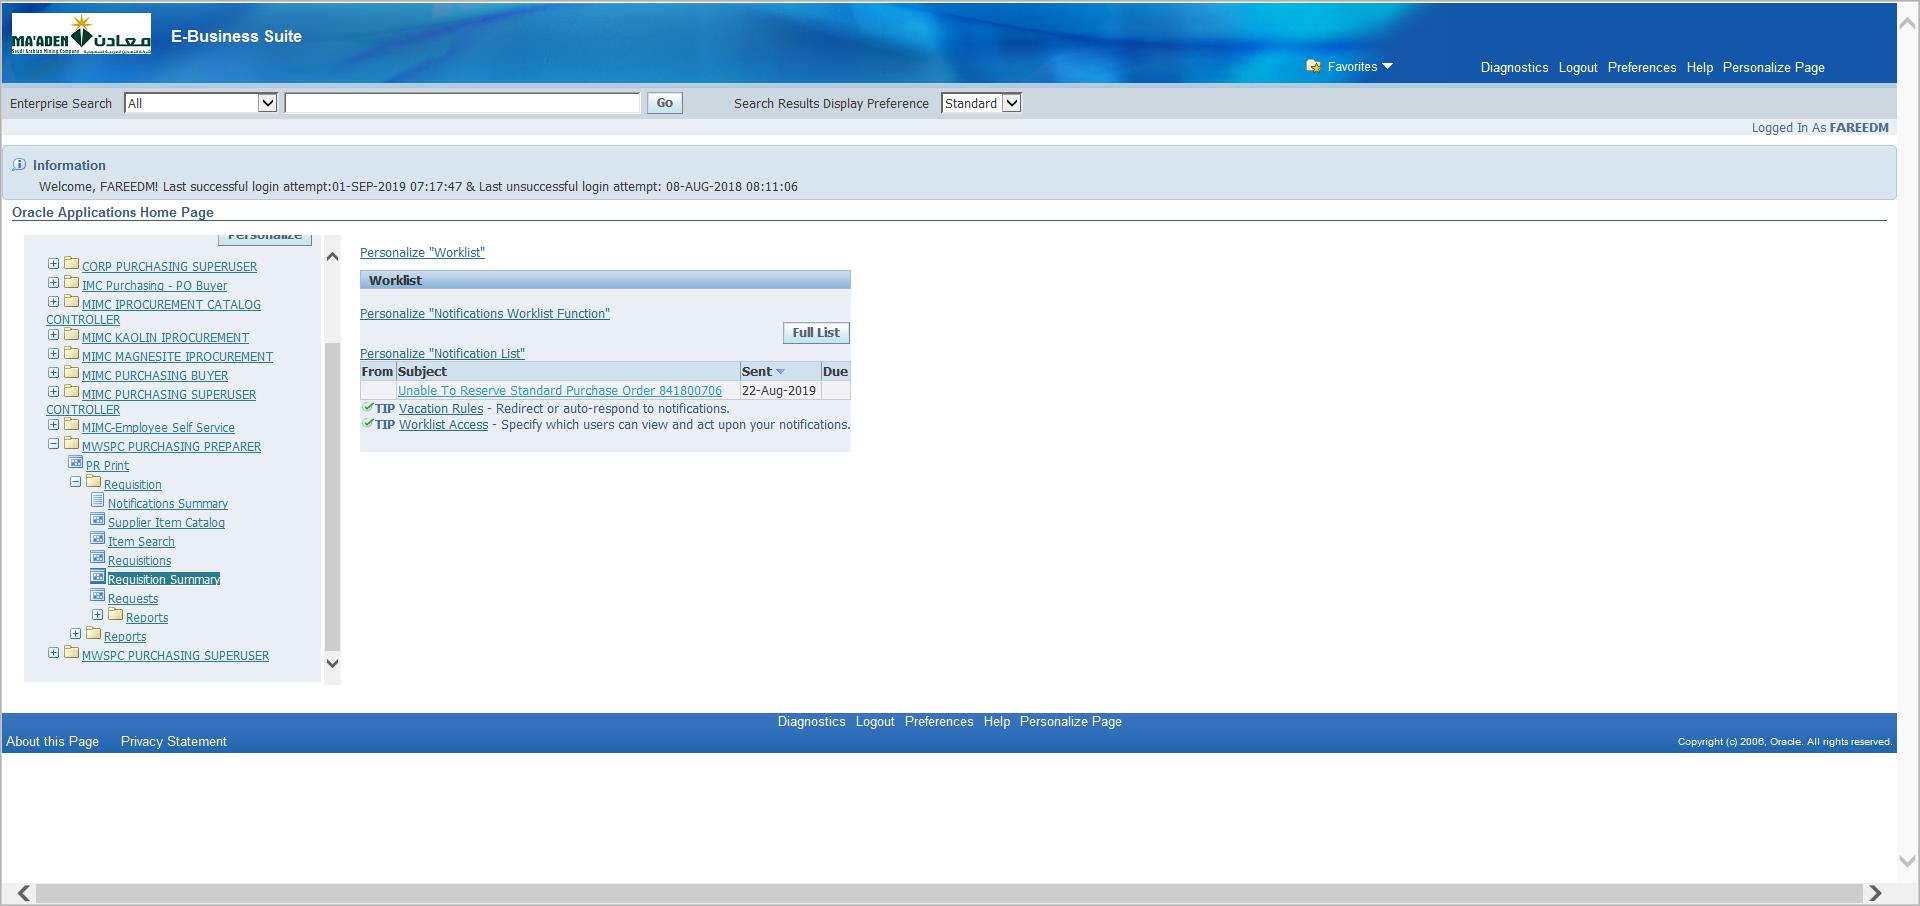 MA'ADEN معادن
E-Business Suite
Favorites
Diagnostics Logout Preferences Help Personalize Page
Enterprise Search All Go Search Results Display Preference Standard
Logged In As FAREEDM
Information
Welcome, FAREEDM! Last successful login attempt:01-SEP-2019 07:17:47 & Last unsuccessful login attempt: 08-AUG-2018 08:11:06
Oracle Applications Home Page
Personalize
CORP PURCHASING SUPERUSER
IMC Purchasing - PO Buyer
MIMC IPROCUREMENT CATALOG
CONTROLLER
MIMC KAOLIN IPROCUREMENT
MIMC MAGNESITE IPROCUREMENT
MIMC PURCHASING BUYER
MIMC PURCHASING SUPERUSER
CONTROLLER
MIMC-Employee Self Service
MWSPC PURCHASING PREPARER
PR Print
Requisition
Notifications Summary
Supplier Item Catalog
Item Search
Requisitions
Requisition Summary
Requests
Reports
Reports
MWSPC PURCHASING SUPERUSER
Personalize "Worklist"
Worklist
Personalize "Notifications Worklist Function"
Full List
Personalize "Notification List"
From Subject Sent Due
Unable To Reserve Standard Purchase Order 841800706 22-Aug-2019
TIP Vacation Rules - Redirect or auto-respond to notifications.
TIP Worklist Access - Specify which users can view and act upon your notifications.
Diagnostics Logout Preferences Help Personalize Page
About this Page Privacy Statement
Copyright (c) 2006, Oracle. All rights reserved.